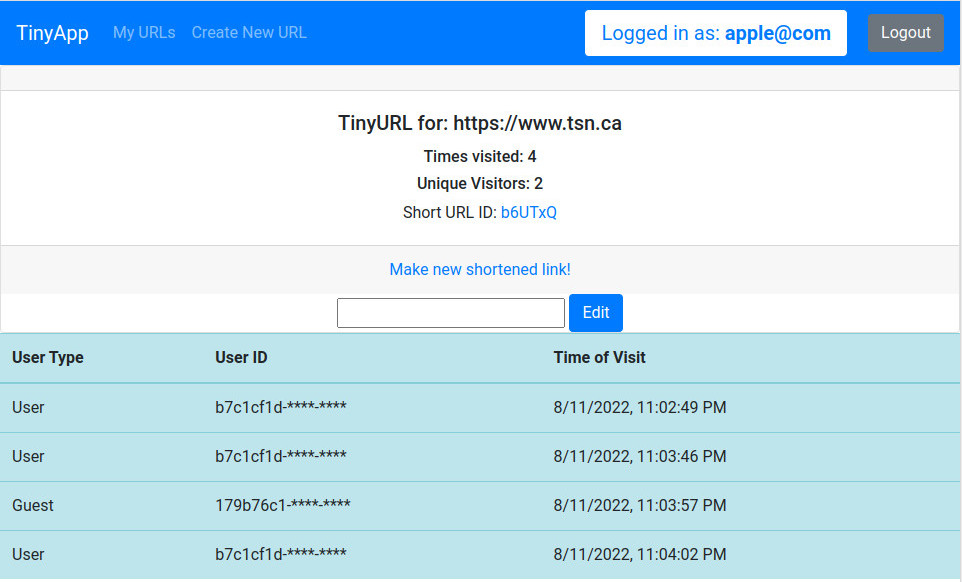 TinyApp My URLs Create New URL Logged in as: apple@com Logout
TinyURL for: https://www.tsn.ca
Times visited: 4
Unique Visitors: 2
Short URL ID: b6UTxQ
Make new shortened link!
Edit
User Type User ID Time of Visit
User b7c1cf1d-****-**** 8/11/2022, 11:02:49 PM
User b7c1cf1d-****-**** 8/11/2022, 11:03:46 PM
Guest 179b76c1-****-**** 8/11/2022, 11:03:57 PM
User b7c1cf1d-****-**** 8/11/2022, 11:04:02 PM